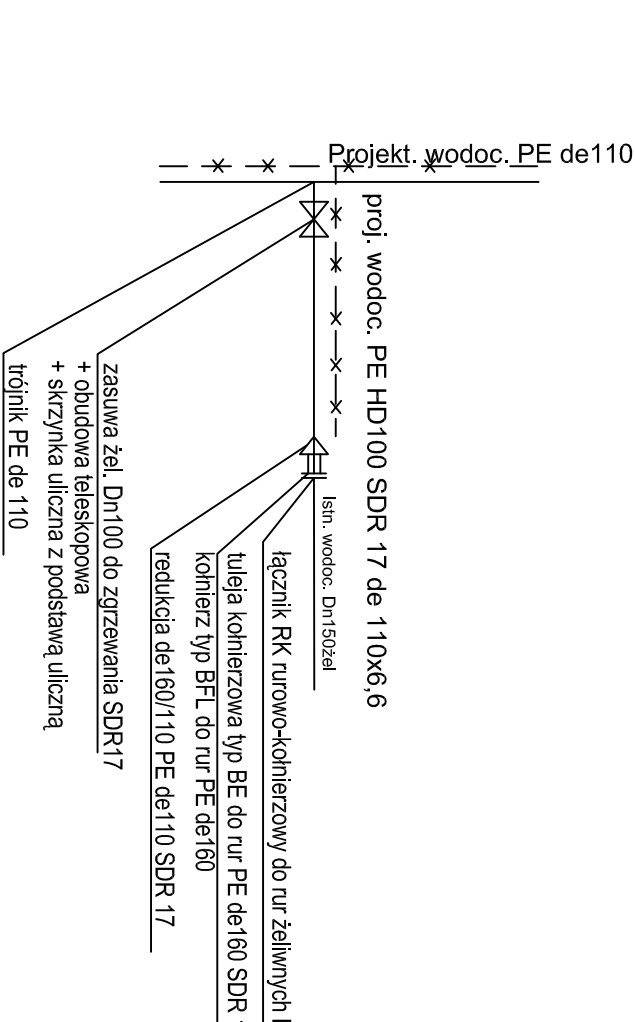 Projekt. wodoc. PE de110
proj. wodoc. PE HD100 SDR 17 de 110x6,6
Istn. wodoc. Dn150żel
łącznik RK rurowo-kołnierzowy do rur żeliwnych
tuleja kołnierzowa typ BE do rur PE de160 SDR
kołnierz typ BFL do rur PE de160
redukcja de160/110 PE de110 SDR 17
zasuwa żel. Dn100 do zgrzewania SDR17
+ obudowa teleskopowa
+ skrzynka uliczna z podstawą uliczną
trójnik PE de 110